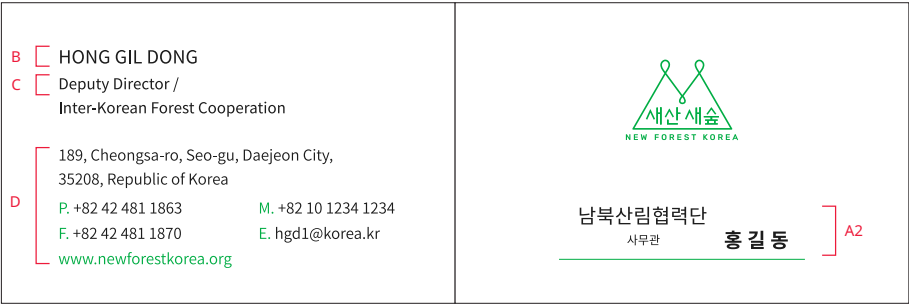 B
HONG GIL DONG
C
Deputy Director /
Inter-Korean Forest Cooperation
D
189, Cheongsa-ro, Seo-gu, Daejeon City,
35208, Republic of Korea
P. +82 42 481 1863 M. +82 10 1234 1234
F. +82 42 481 1870 E. hgd1@korea.kr
www.newforestkorea.org
새산 새숲
NEW FOREST KOREA
남북산림협력단
사무관 홍 길 동
A2